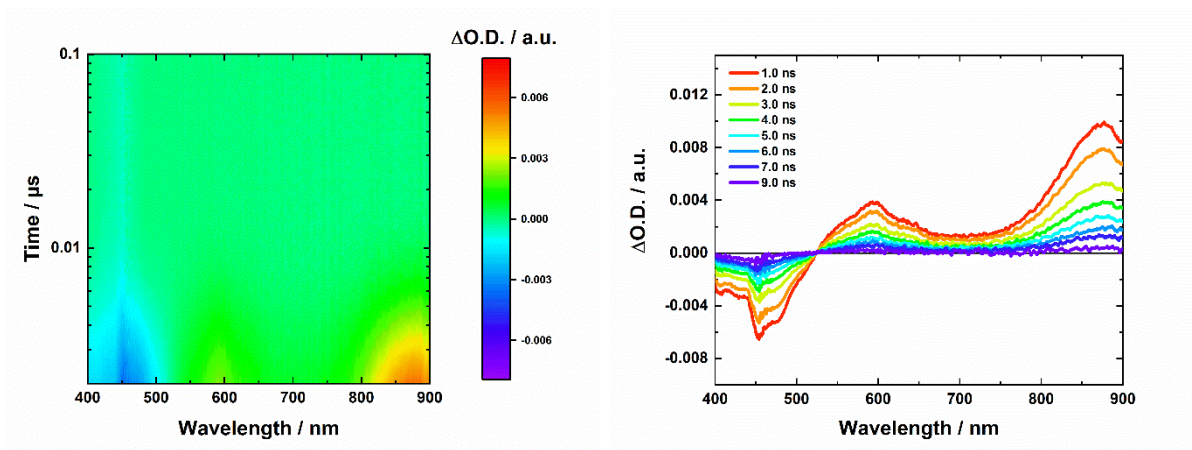 ΔO.D. / a.u.
0.1
0.01
Time / µs
400 500 600 700 800 900
Wavelength / nm
0.006
0.003
0.000
-0.003
-0.006
ΔO.D. / a.u.
0.012
0.008
0.004
0.000
-0.004
-0.008
1.0 ns
2.0 ns
3.0 ns
4.0 ns
5.0 ns
6.0 ns
7.0 ns
9.0 ns
400 500 600 700 800 900
Wavelength / nm